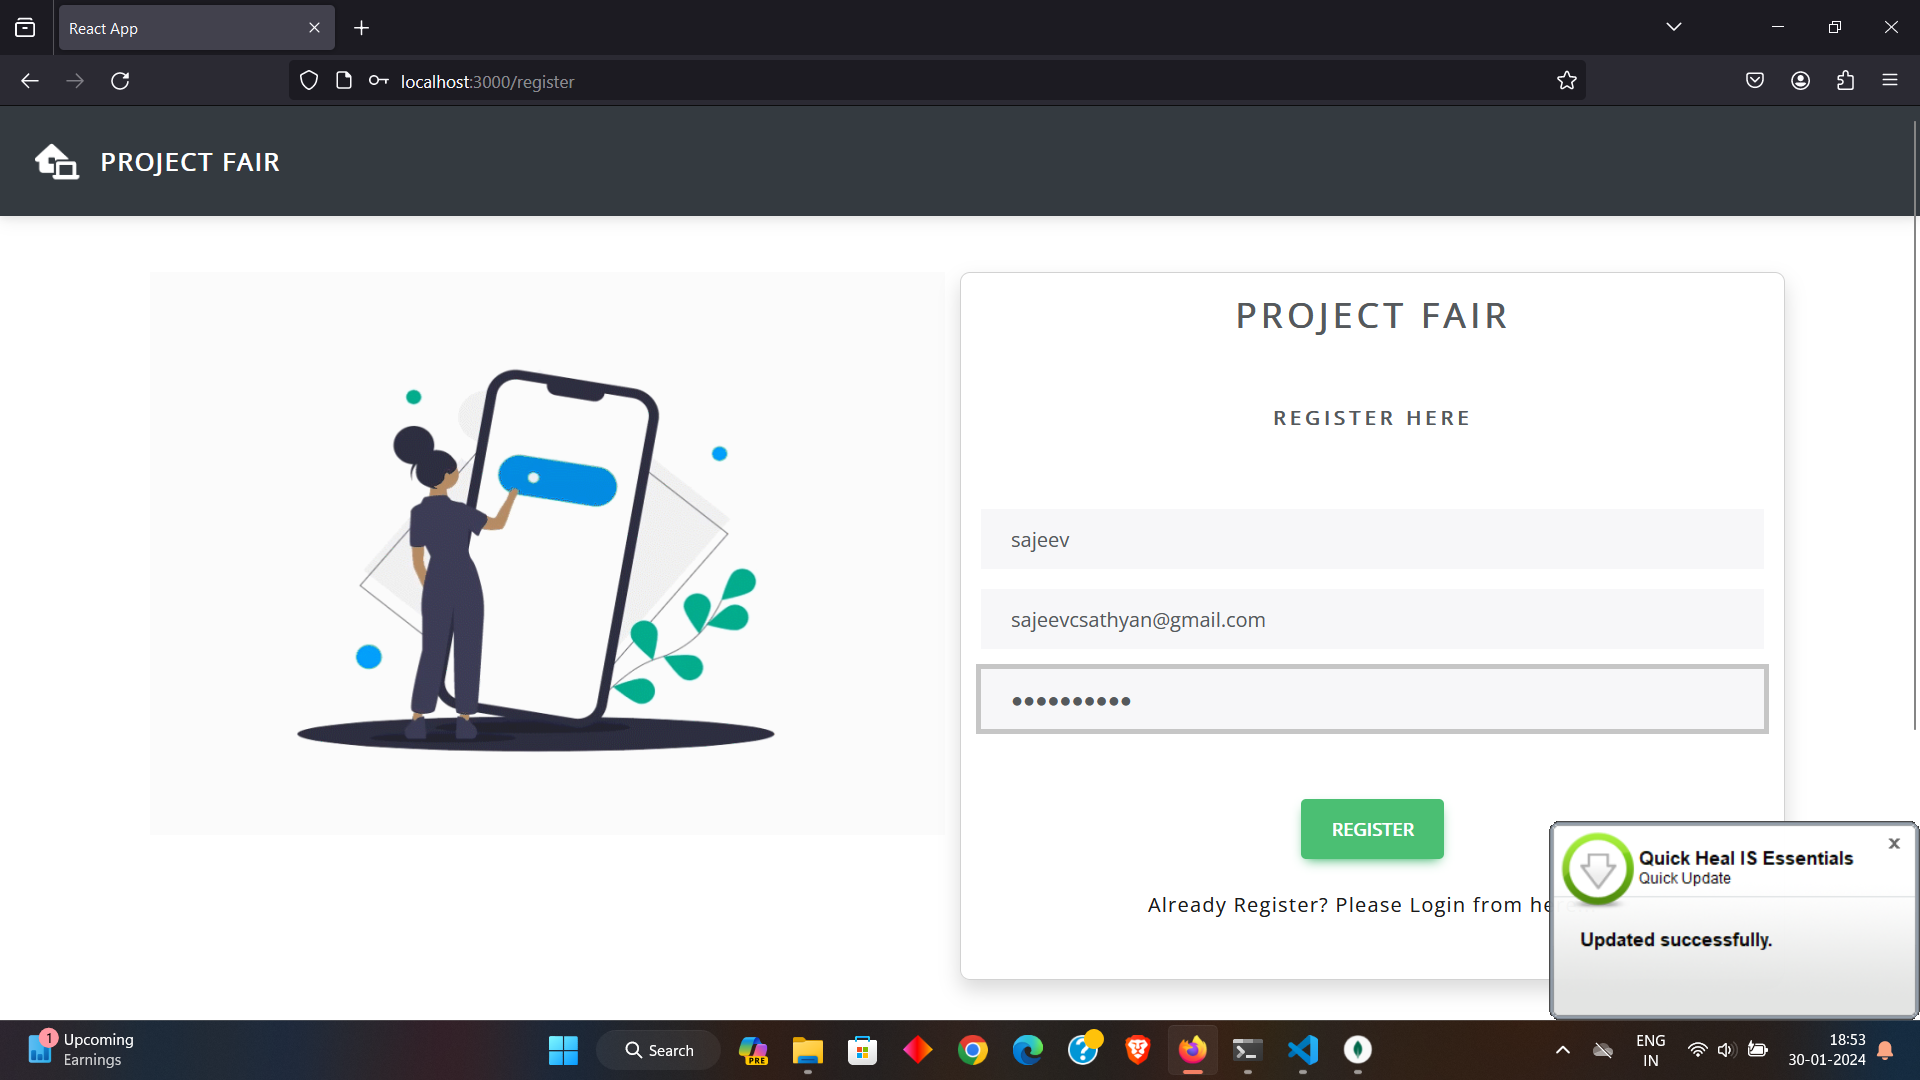 React App
localhost:3000/register
PROJECT FAIR
PROJECT FAIR
REGISTER HERE
sajeev
sajeevcsathyan@gmail.com
REGISTER
Already Register? Please Login from he
Quick Heal IS Essentials
Quick Update
Updated successfully.
1
Upcoming
Earnings
Search
PRE
ENG
IN
18:53
30-01-2024